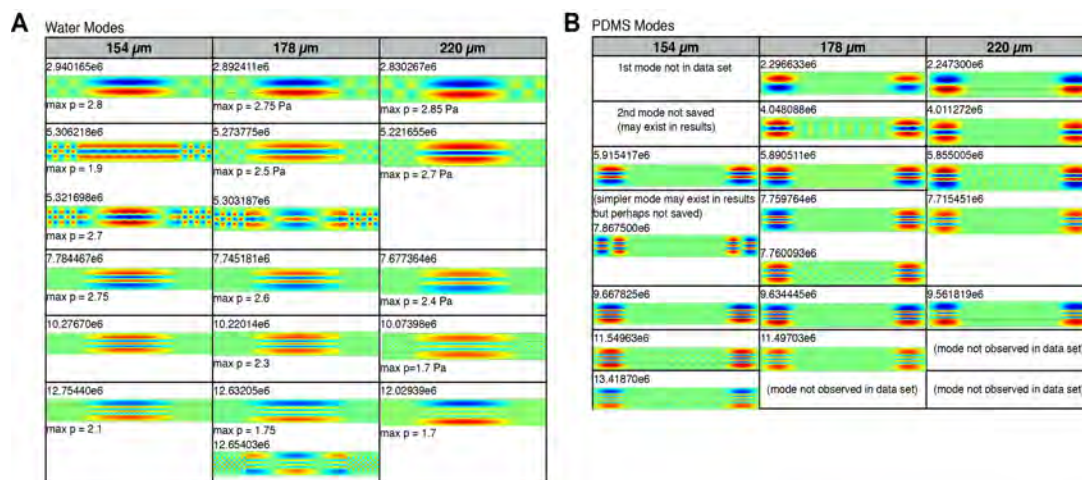 A
Water Modes
154 µm 178 µm 220 µm
2.940165e6 2.892411e6 2.830267e6
max p = 2.8 max p = 2.75 Pa max p = 2.85 Pa
5.306218e6 5.273775e6 5.221655e6
max p = 1.9 max p = 2.5 Pa max p = 2.7 Pa
5.321698e6 5.303187e6
max p = 2.7
7.784467e6 7.745181e6 7.677364e6
max p = 2.75 max p = 2.6 max p = 2.4 Pa
10.27670e6 10.22014e6 10.07398e6
max p = 2.3 max p=1.7 Pa
12.75440e6 12.63205e6 12.02939e6
max p = 2.1 max p = 1.75 max p = 1.7
12.65403e6
B
PDMS Modes
154 µm 178 µm 220 µm
1st mode not in data set 2.296633e6 2.247300e6
2nd mode not saved 4.048088e6 4.011272e6
(may exist in results)
5.915417e6 5.890511e6 5.855005e6
(simpler mode may exist in results 7.759764e6 7.715451e6
but perhaps not saved)
7.867500e6 7.760093e6
9.667825e6 9.634445e6 9.561819e6
11.54963e6 11.49703e6 (mode not observed in data set)
13.41870e6 (mode not observed in data set) (mode not observed in data set)